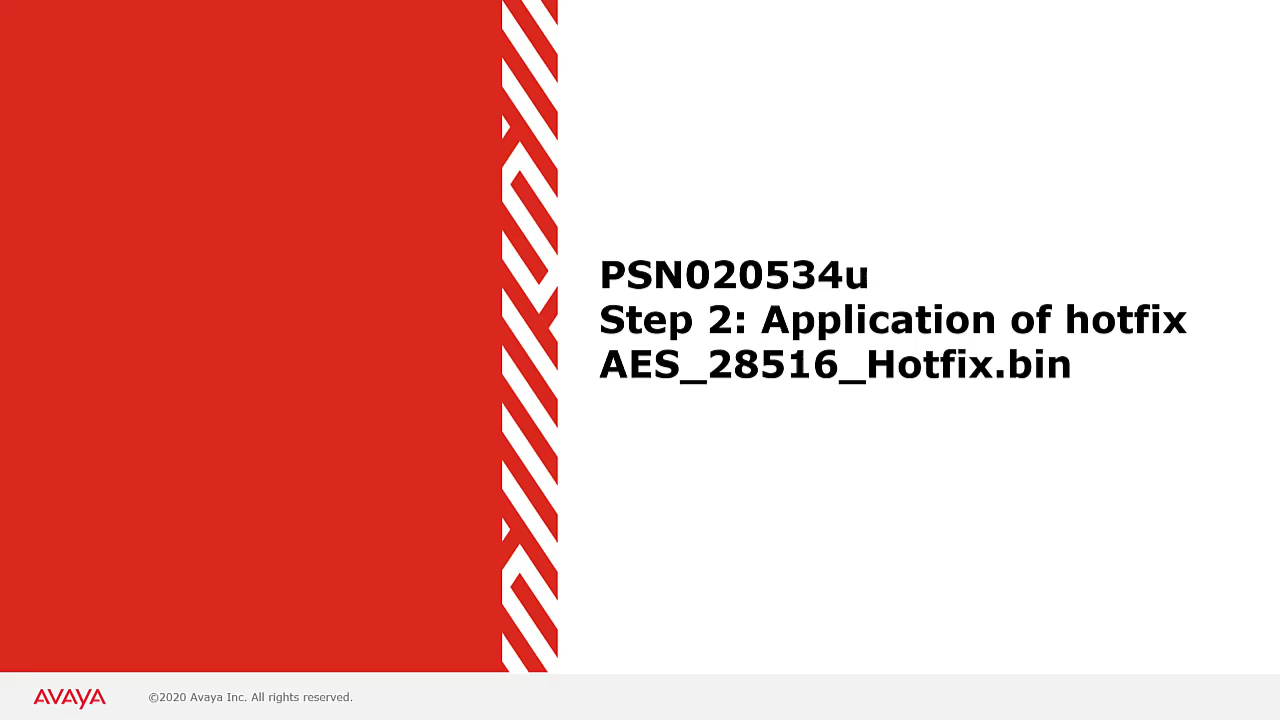 PSN020534u
Step 2: Application of hotfix
AES_28516_Hotfix.bin
AVAYA
©2020 Avaya Inc. All rights reserved.